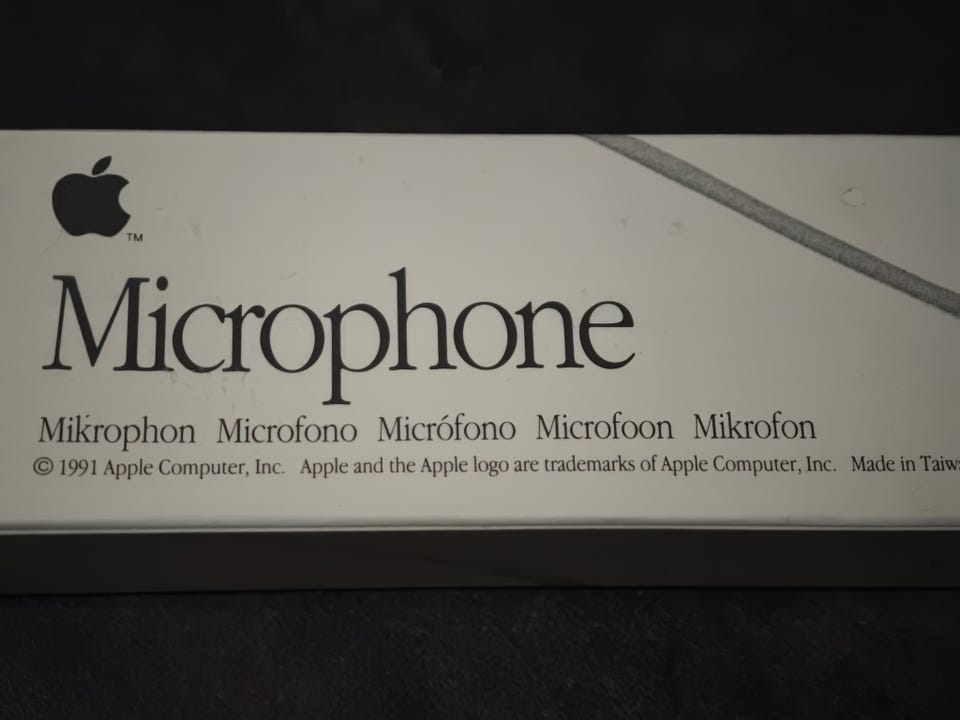 TM
Microphone
Mikrophon Microfono Micrófono Microfoon Mikrofon
© 1991 Apple Computer, Inc. Apple and the Apple logo are trademarks of Apple Computer, Inc. Made in